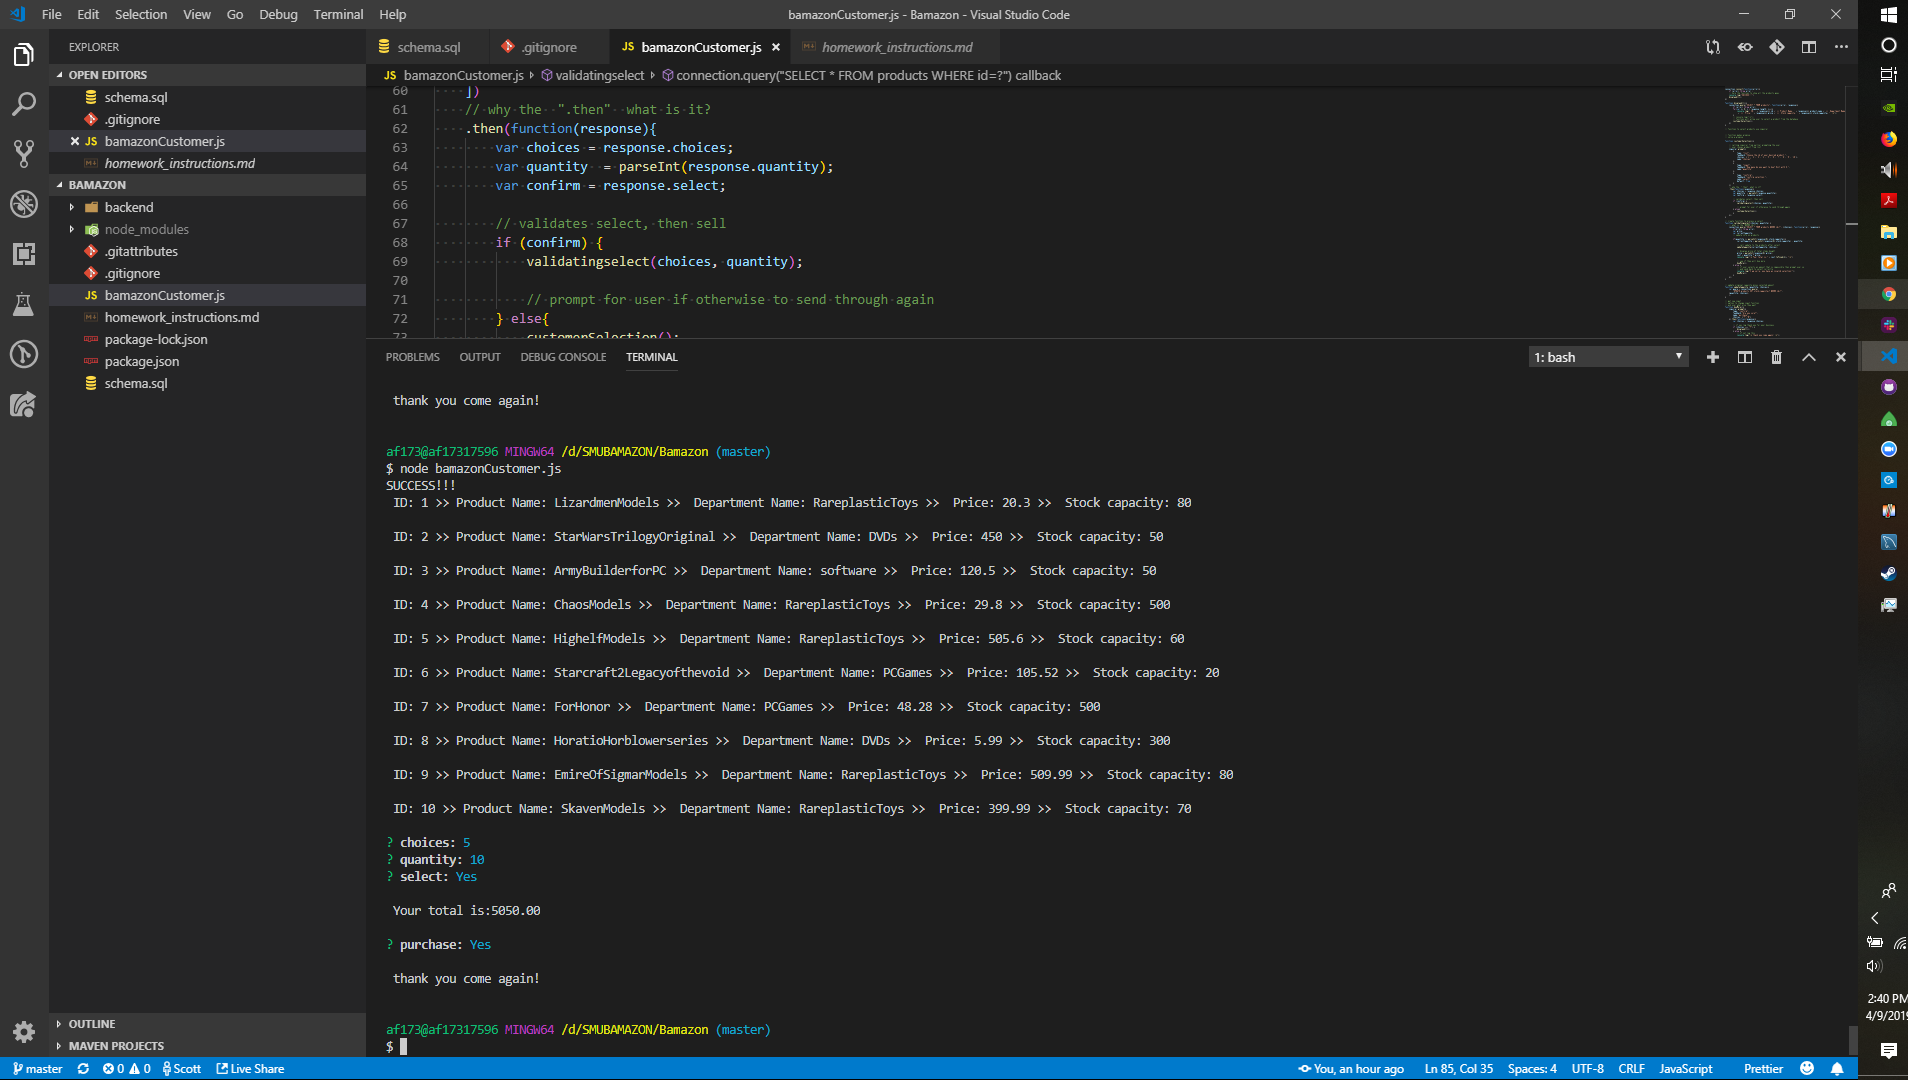 File Edit Selection View Go Debug Terminal Help
bamazonCustomer.js - Bamazon - Visual Studio Code
EXPLORER
OPEN EDITORS
schema.sql
.gitignore
bamazonCustomer.js
homework_instructions.md
BAMAZON
backend
node_modules
.gitattributes
.gitignore
bamazonCustomer.js
homework_instructions.md
package-lock.json
package.json
schema.sql
OUTLINE
MAVEN PROJECTS
schema.sql .gitignore JS bamazonCustomer.js homework_instructions.md
JS bamazonCustomer.js validatingselect connection.query("SELECT * FROM products WHERE id=?") callback
60 ])
61 // why the  ".then"  what is it?
62 .then(function(response){
63 var choices = response.choices;
64 var quantity  = parseInt(response.quantity);
65 var confirm = response.select;
66
67 // validates select, then sell
68 if (confirm) {
69 validatingselect(choices, quantity);
70
71 // prompt for user if otherwise to send through again
72 } else{
73 customerSelection();
PROBLEMS OUTPUT DEBUG CONSOLE TERMINAL
1: bash
thank you come again!
af173@af17317596 MINGW64 /d/SMUBAMAZON/Bamazon (master)
$ node bamazonCustomer.js
SUCCESS!!!
ID: 1 >> Product Name: LizardmenModels >>  Department Name: RareplasticToys >>  Price: 20.3 >>  Stock capacity: 80
ID: 2 >> Product Name: StarWarsTrilogyOriginal >>  Department Name: DVDs >>  Price: 450 >>  Stock capacity: 50
ID: 3 >> Product Name: ArmyBuilderforPC >>  Department Name: software >>  Price: 120.5 >>  Stock capacity: 50
ID: 4 >> Product Name: ChaosModels >>  Department Name: RareplasticToys >>  Price: 29.8 >>  Stock capacity: 500
ID: 5 >> Product Name: HighelfModels >>  Department Name: RareplasticToys >>  Price: 505.6 >>  Stock capacity: 60
ID: 6 >> Product Name: Starcraft2Legacyofthevoid >>  Department Name: PCGames >>  Price: 105.52 >>  Stock capacity: 20
ID: 7 >> Product Name: ForHonor >>  Department Name: PCGames >>  Price: 48.28 >>  Stock capacity: 500
ID: 8 >> Product Name: HoratioHorblowerseries >>  Department Name: DVDs >>  Price: 5.99 >>  Stock capacity: 300
ID: 9 >> Product Name: EmireOfSigmarModels >>  Department Name: RareplasticToys >>  Price: 509.99 >>  Stock capacity: 80
ID: 10 >> Product Name: SkavenModels >>  Department Name: RareplasticToys >>  Price: 399.99 >>  Stock capacity: 70
? choices: 5
? quantity: 10
? select: Yes
Your total is:5050.00
? purchase: Yes
thank you come again!
af173@af17317596 MINGW64 /d/SMUBAMAZON/Bamazon (master)
$
2:40 PM
4/9/201
master 0 0 Scott Live Share You, an hour ago Ln 85, Col 35 Spaces: 4 UTF-8 CRLF JavaScript Prettier